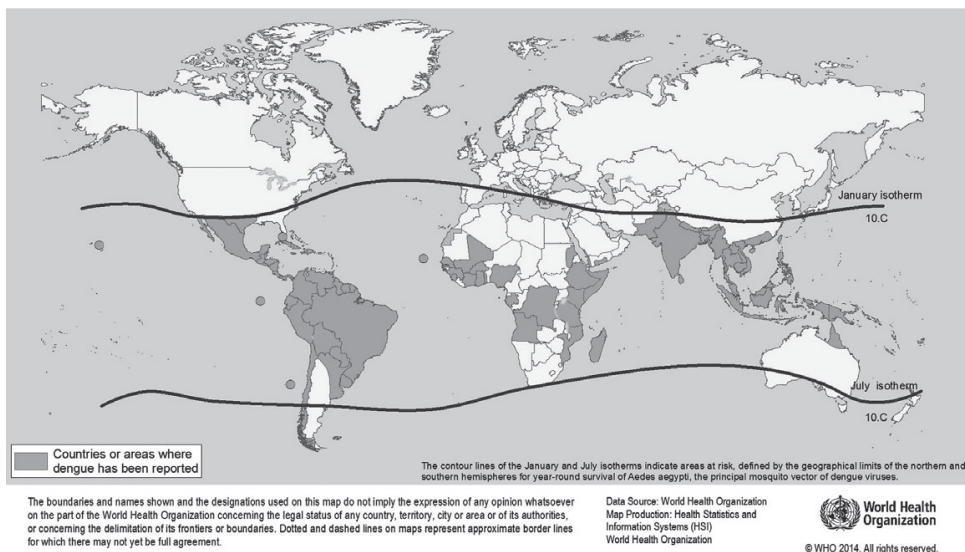 January isotherm
10.C
July isotherm
10.C
Countries or areas where
dengue has been reported
The contour lines of the January and July isotherms indicate areas at risk, defined by the geographical limits of the northern and
southern hemispheres for year-round survival of Aedes aegypti, the principal mosquito vector of dengue viruses.
The boundaries and names shown and the designations used on this map do not imply the expression of any opinion whatsoever
on the part of the World Health Organization concerning the legal status of any country, territory, city or area or of its authorities,
or concerning the delimitation of its frontiers or boundaries. Dotted and dashed lines on maps represent approximate border lines
for which there may not yet be full agreement.
Data Source: World Health Organization
Map Production: Health Statistics and
Information Systems (HSI)
World Health Organization
World Health
Organization
© WHO 2014. All rights reserved.